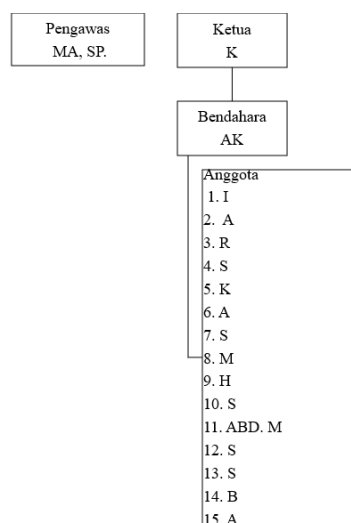 Pengawas
MA, SP.
Ketua
K
Bendahara
AK
Anggota
1. I
2. A
3. R
4. S
5. K
6. A
7. S
8. M
9. H
10. S
11. ABD. M
12. S
13. S
14. B
15. A